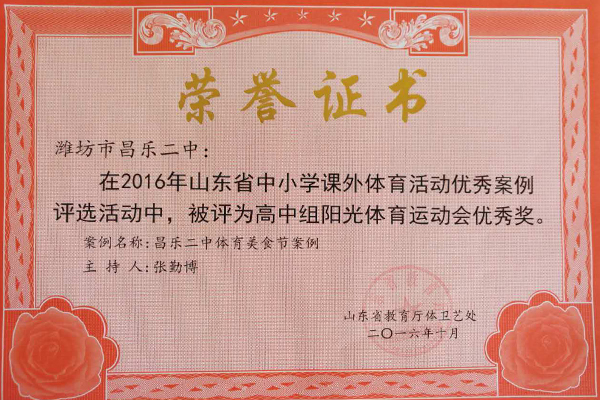 荣誉证书
潍坊市昌乐二中：
在2016年山东省中小学课外体育活动优秀案例
评选活动中，被评为高中组阳光体育运动会优秀奖。
案例名称：昌乐二中体育美食节案例
主 持 人：张勤博
山东省教育厅体卫艺处
二〇一六年十月